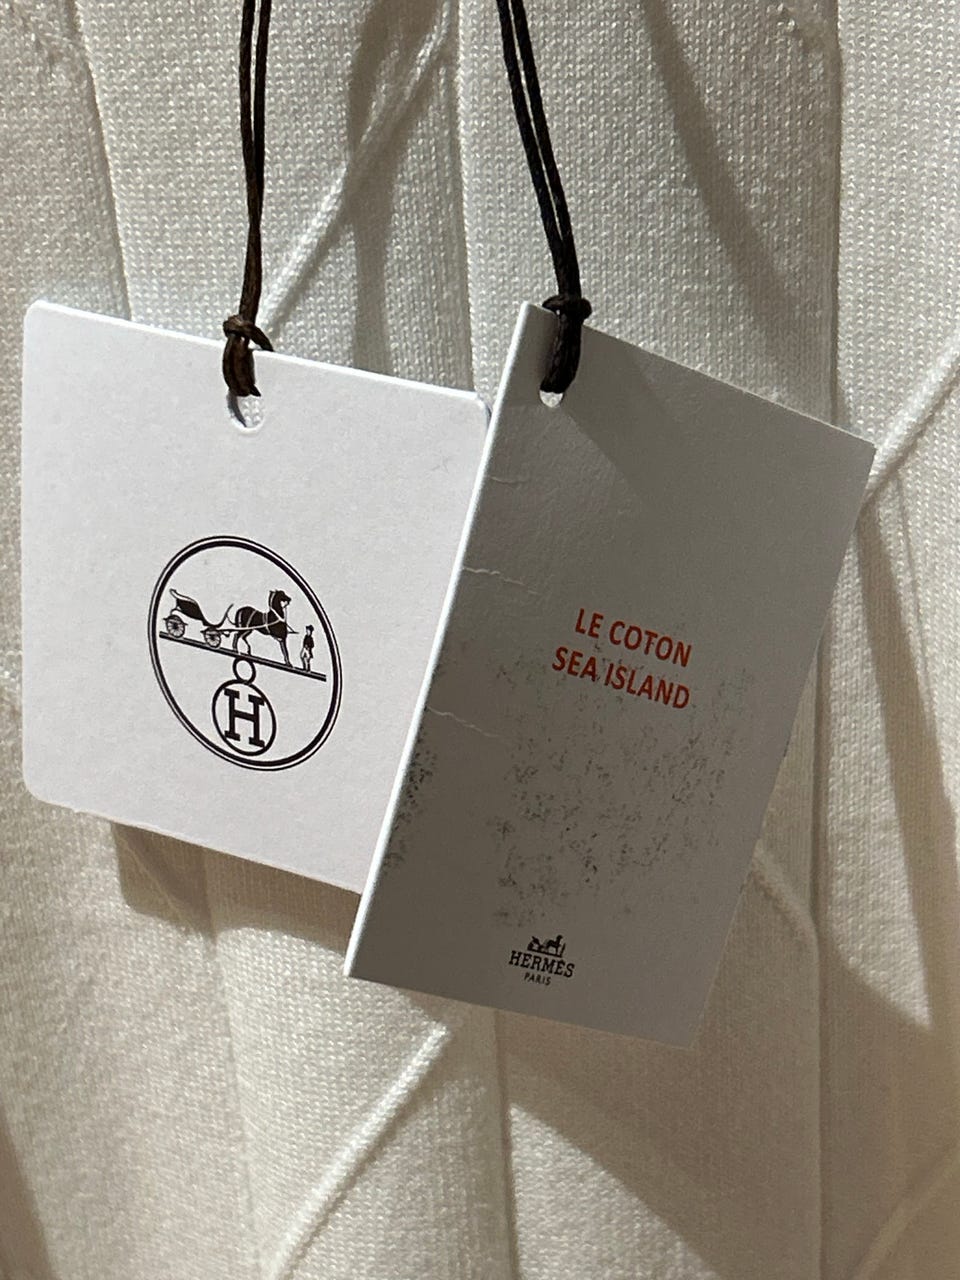 H
LE COTON
SEA ISLAND
HERMÈS
PARIS